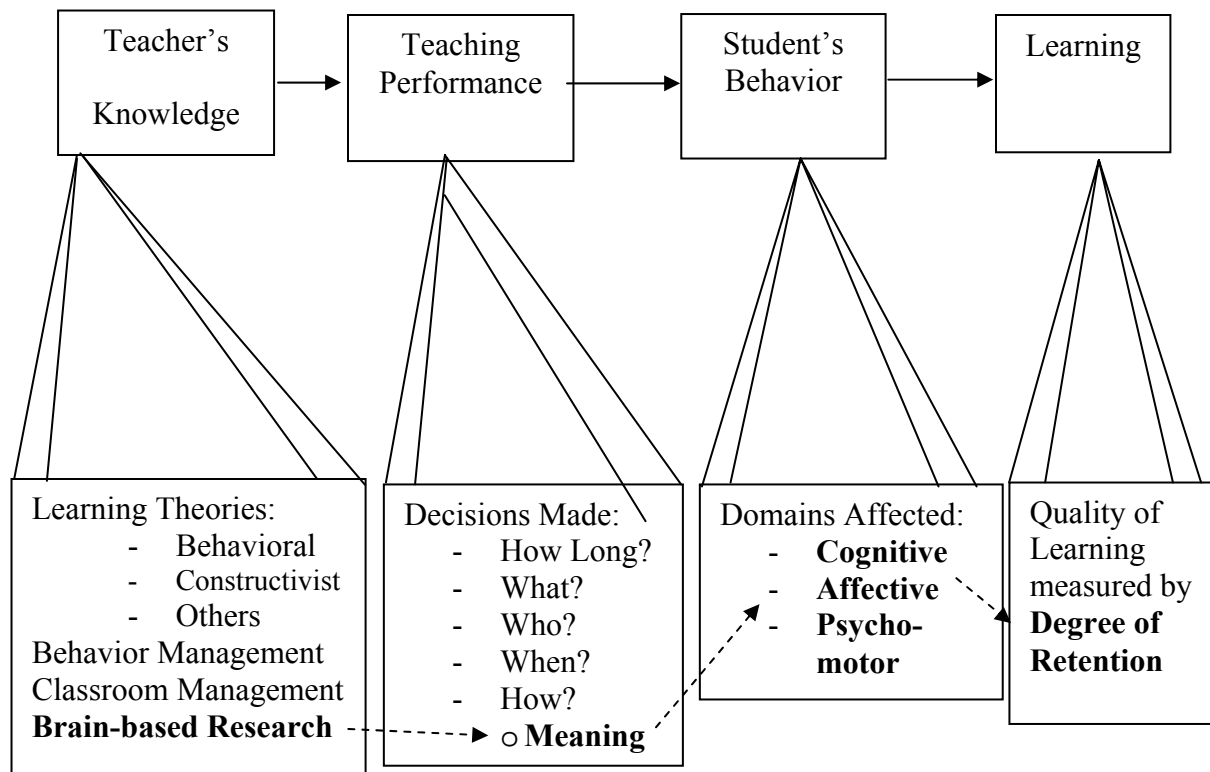 Teacher’s
Knowledge
Teaching
Performance
Student’s
Behavior
Learning
Learning Theories:
- Behavioral
- Constructivist
- Others
Behavior Management
Classroom Management
Brain-based Research
Decisions Made:
- How Long?
- What?
- Who?
- When?
- How?
o Meaning
Domains Affected:
- Cognitive
- Affective
- Psycho-
motor
Quality of
Learning
measured by
Degree of
Retention